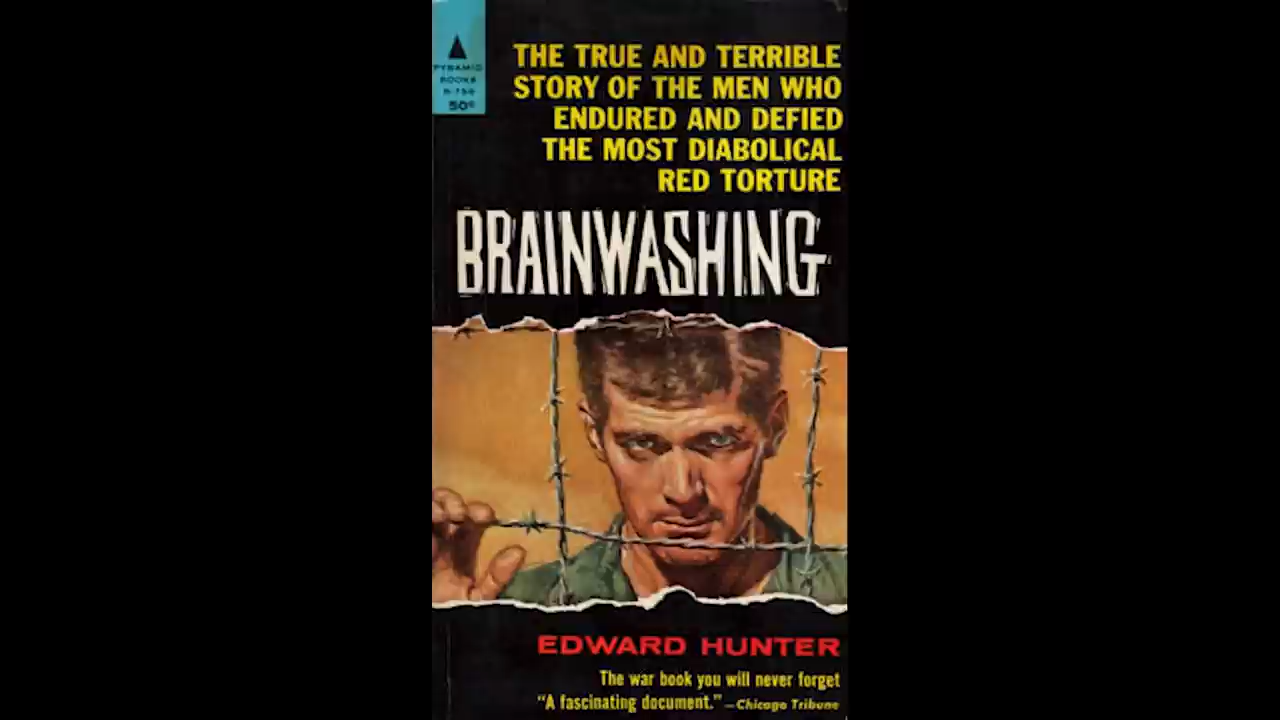 PYRAMID
BOOKS
50¢
THE TRUE AND TERRIBLE
STORY OF THE MEN WHO
ENDURED AND DEFIED
THE MOST DIABOLICAL
RED TORTURE
BRAINWASHING
EDWARD HUNTER
The war book you will never forget
“A fascinating document.” —Chicago Tribune